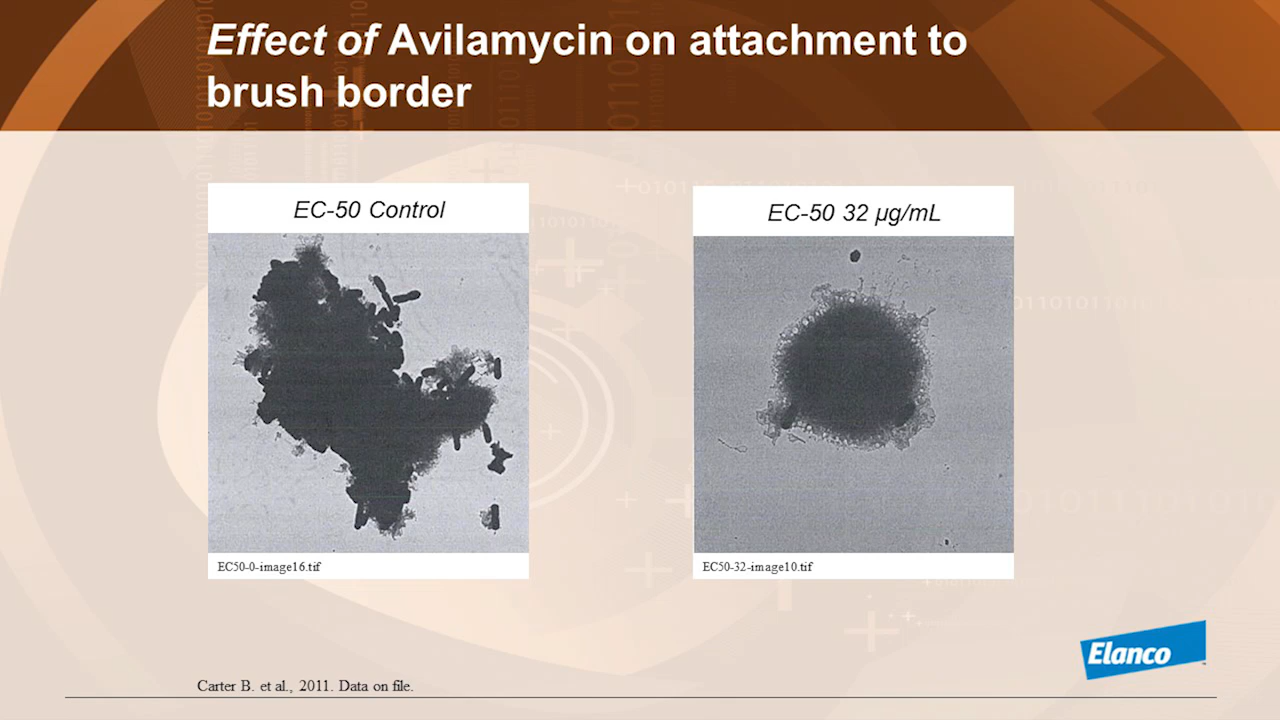 Effect of Avilamycin on attachment to
brush border
EC-50 Control
EC-50 32 µg/mL
EC50-0-image16.tif
EC50-32-image10.tif
Elanco
Carter B. et al., 2011. Data on file.